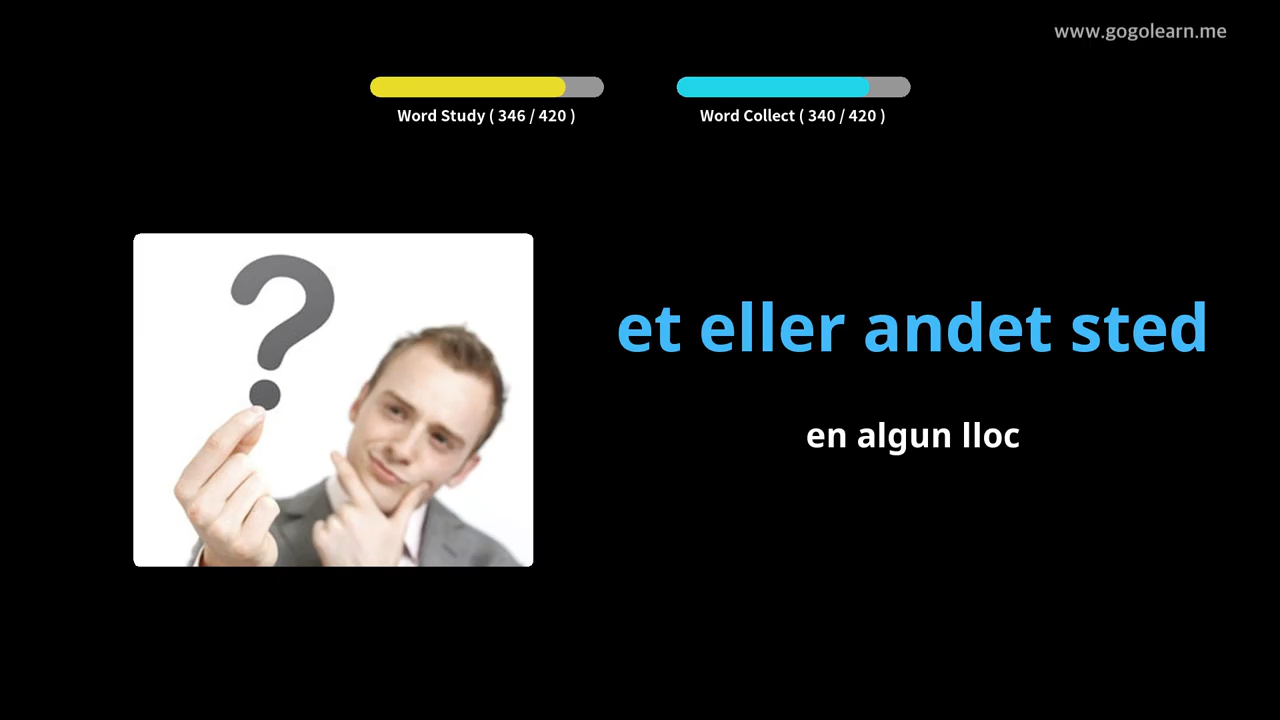 www.gogolearn.me
Word Study ( 346 / 420 )
Word Collect ( 340 / 420 )
et eller andet sted
en algun lloc